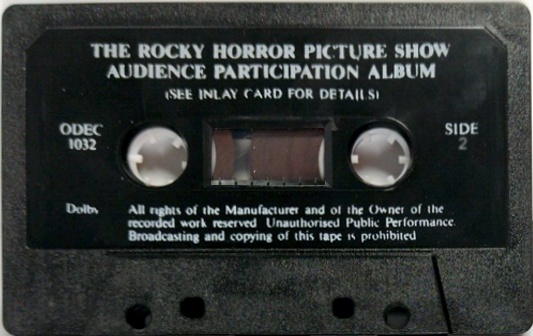 THE ROCKY HORROR PICTURE SHOW
AUDIENCE PARTICIPATION ALBUM
(SEE INLAY CARD FOR DETAILS)
ODEC
1032
SIDE
2
Dolby
All rights of the Manufacturer and of the Owner of the
recorded work reserved Unauthorised Public Performance
Broadcasting and copying of this tape is prohibited